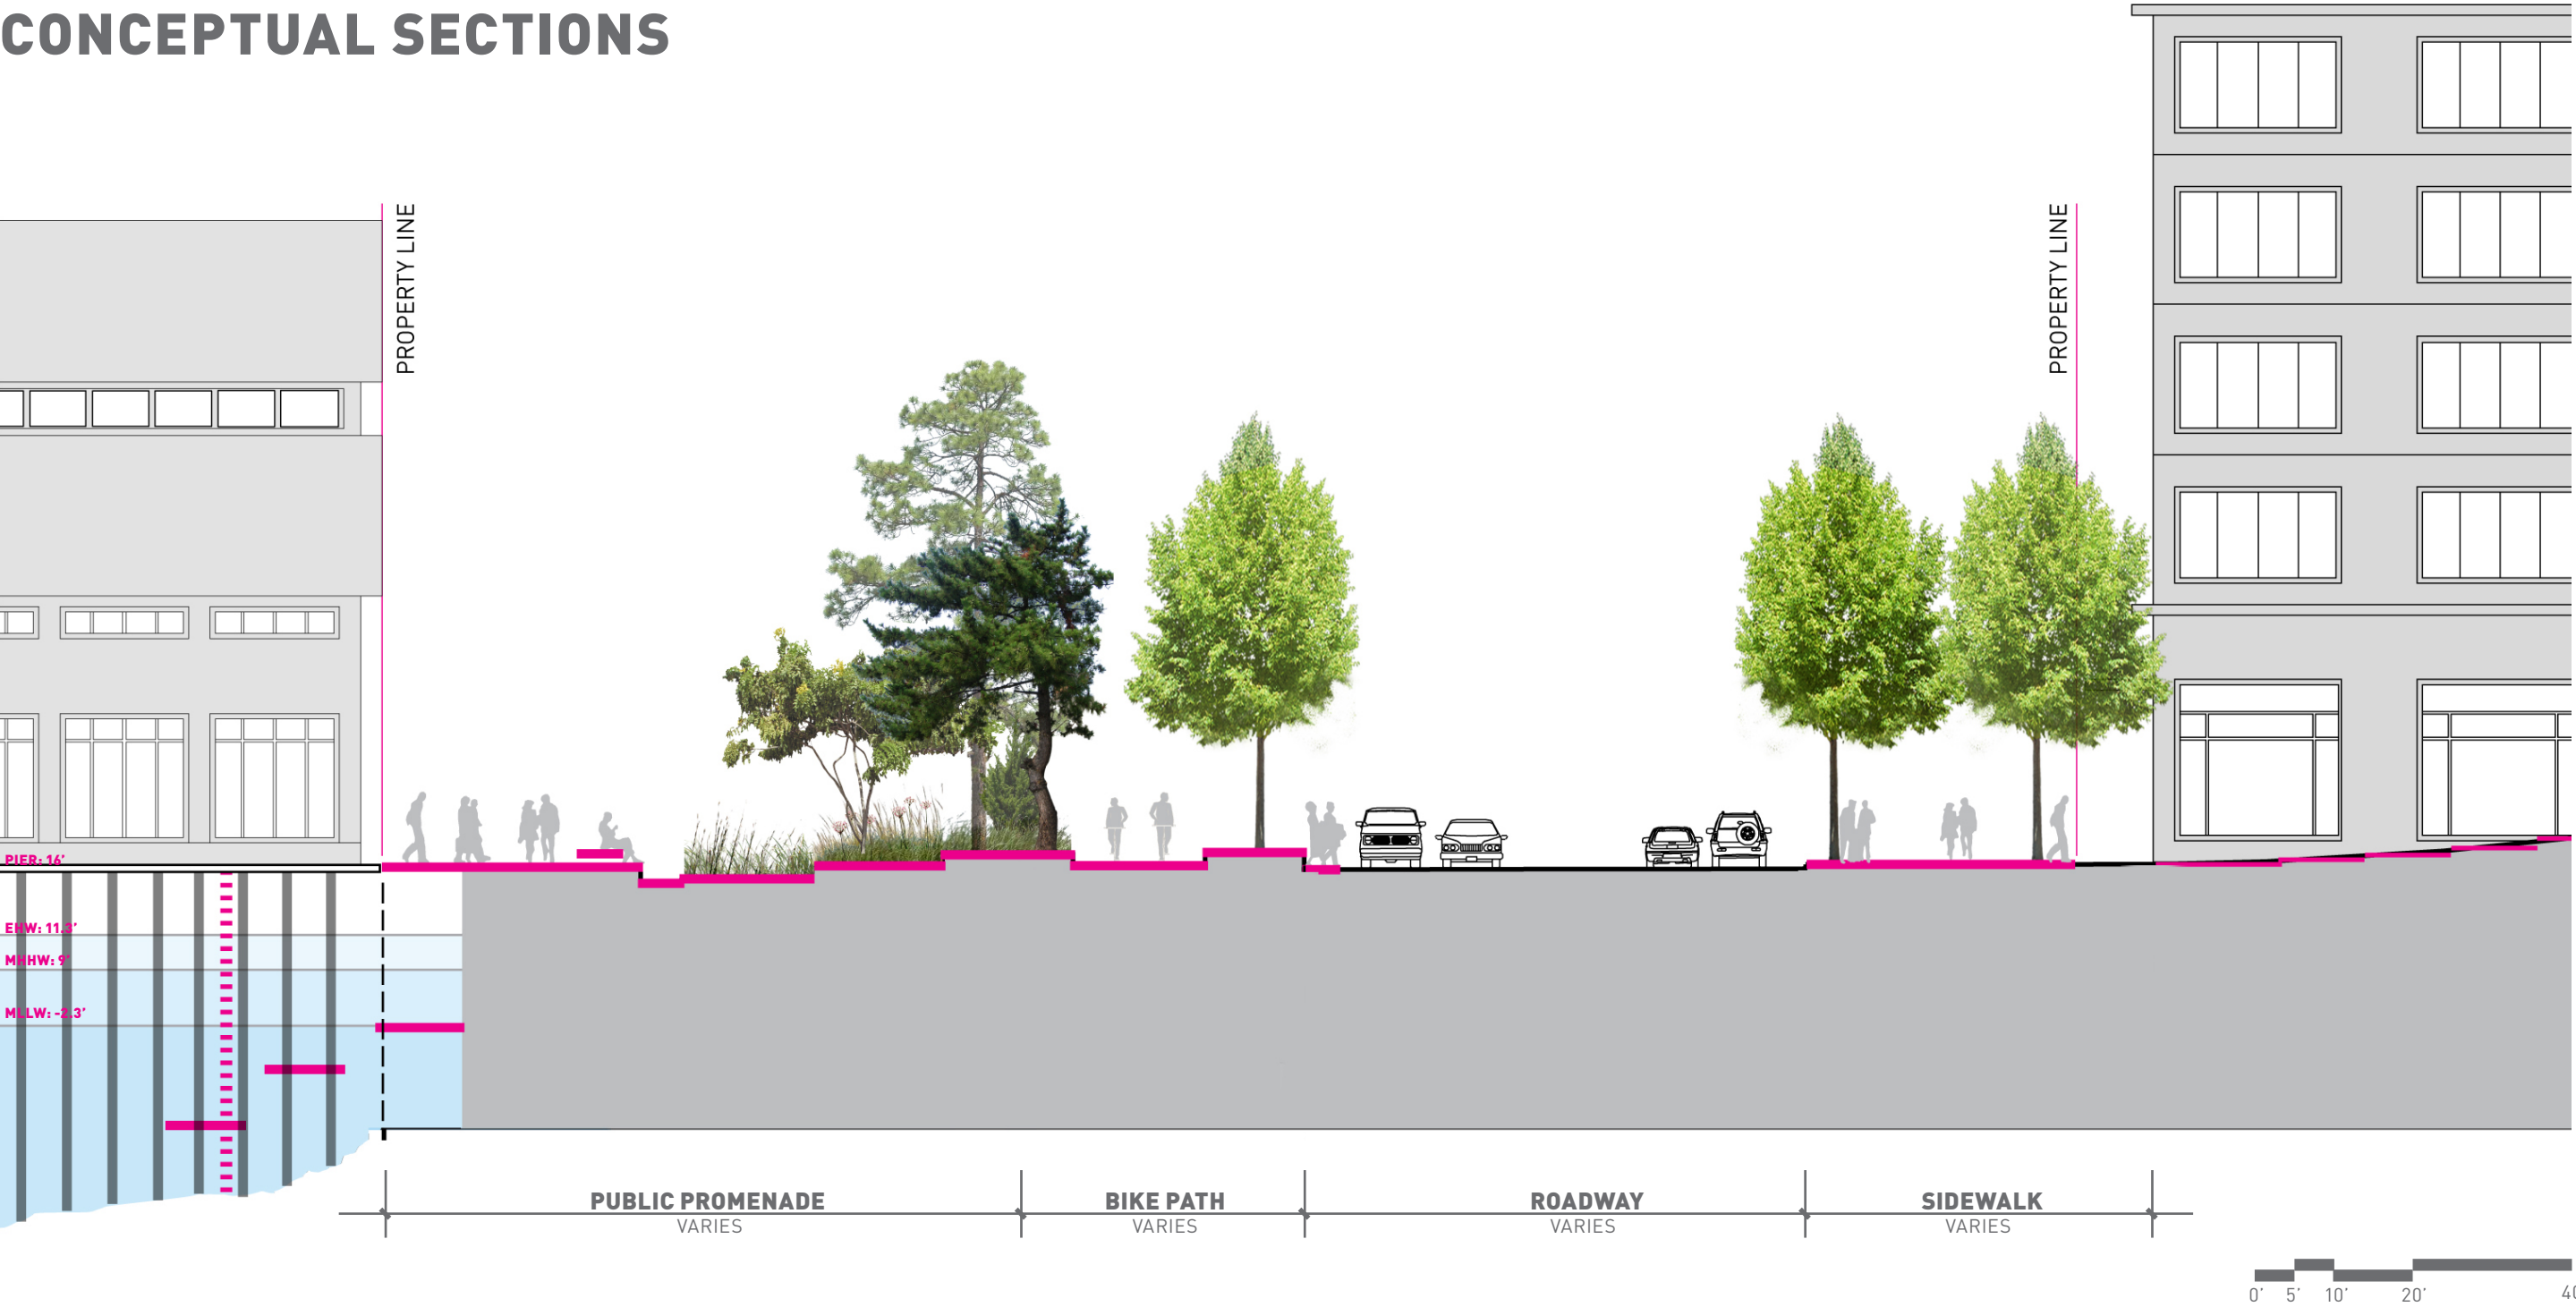 CONCEPTUAL SECTIONS
PROPERTY LINE
PROPERTY LINE
PIER: 16'
EHW: 11.3'
MHHW: 9'
MLLW: -2.3'
PUBLIC PROMENADE
VARIES
BIKE PATH
VARIES
ROADWAY
VARIES
SIDEWALK
VARIES
0' 5' 10' 20'